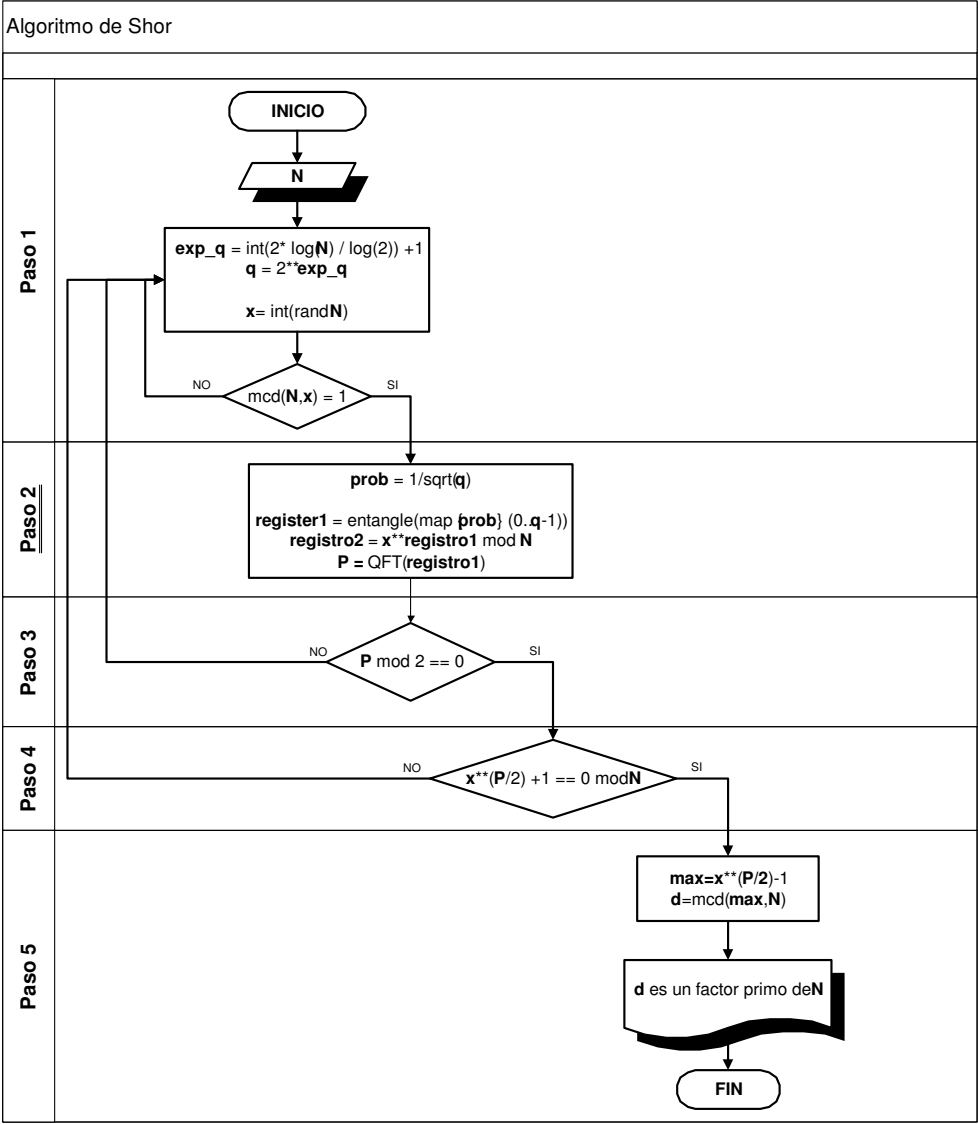 Algoritmo de Shor
Paso 1
INICIO
N
exp_q = int(2* log(N) / log(2)) +1
q = 2**exp_q
x= int(randN)
NO
mcd(N,x) = 1
SI
Paso 2
prob = 1/sqrt(q)
register1 = entangle(map {prob} (0..q-1))
registro2 = x**registro1 mod N
P = QFT(registro1)
Paso 3
NO
P mod 2 == 0
SI
Paso 4
NO
x**(P/2) +1 == 0 modN
SI
Paso 5
max=x**(P/2)-1
d=mcd(max,N)
d es un factor primo deN
FIN